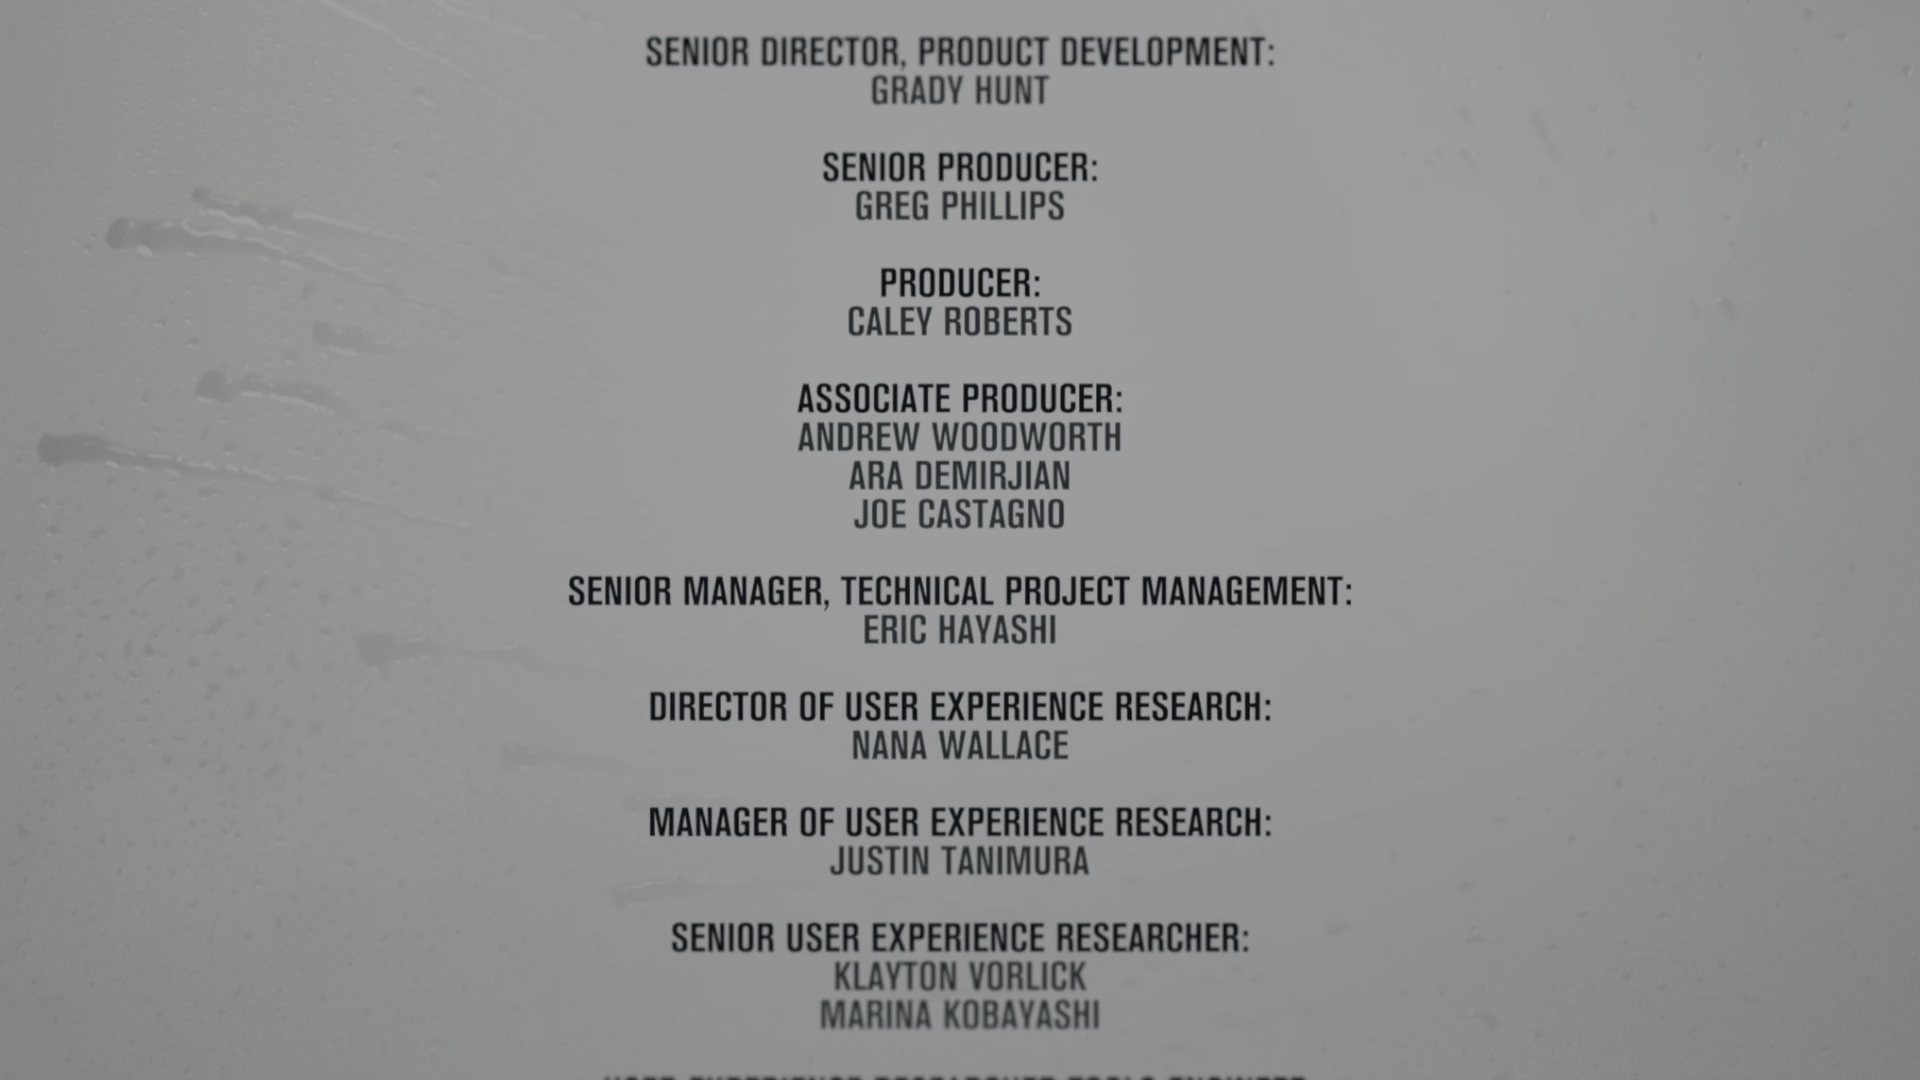 SENIOR DIRECTOR, PRODUCT DEVELOPMENT:
GRADY HUNT
SENIOR PRODUCER:
GREG PHILLIPS
PRODUCER:
CALEY ROBERTS
ASSOCIATE PRODUCER:
ANDREW WOODWORTH
ARA DEMIRJIAN
JOE CASTAGNO
SENIOR MANAGER, TECHNICAL PROJECT MANAGEMENT:
ERIC HAYASHI
DIRECTOR OF USER EXPERIENCE RESEARCH:
NANA WALLACE
MANAGER OF USER EXPERIENCE RESEARCH:
JUSTIN TANIMURA
SENIOR USER EXPERIENCE RESEARCHER:
KLAYTON VORLICK
MARINA KOBAYASHI